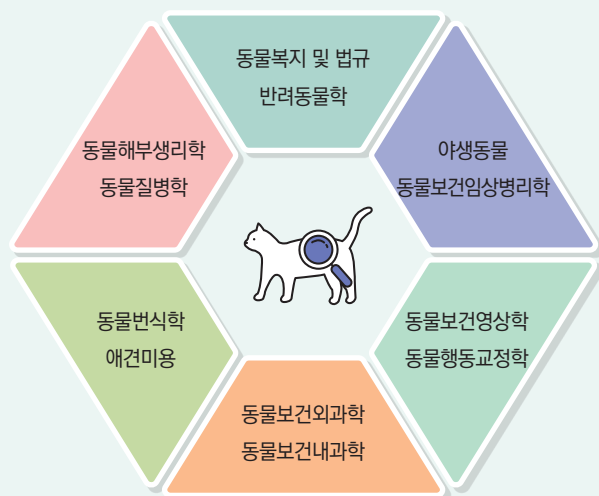 동물복지 및 법규
반려동물학
동물해부생리학
동물질병학
야생동물
동물보건임상병리학
동물번식학
애견미용
동물보건영상학
동물행동교정학
동물보건외과학
동물보건내과학